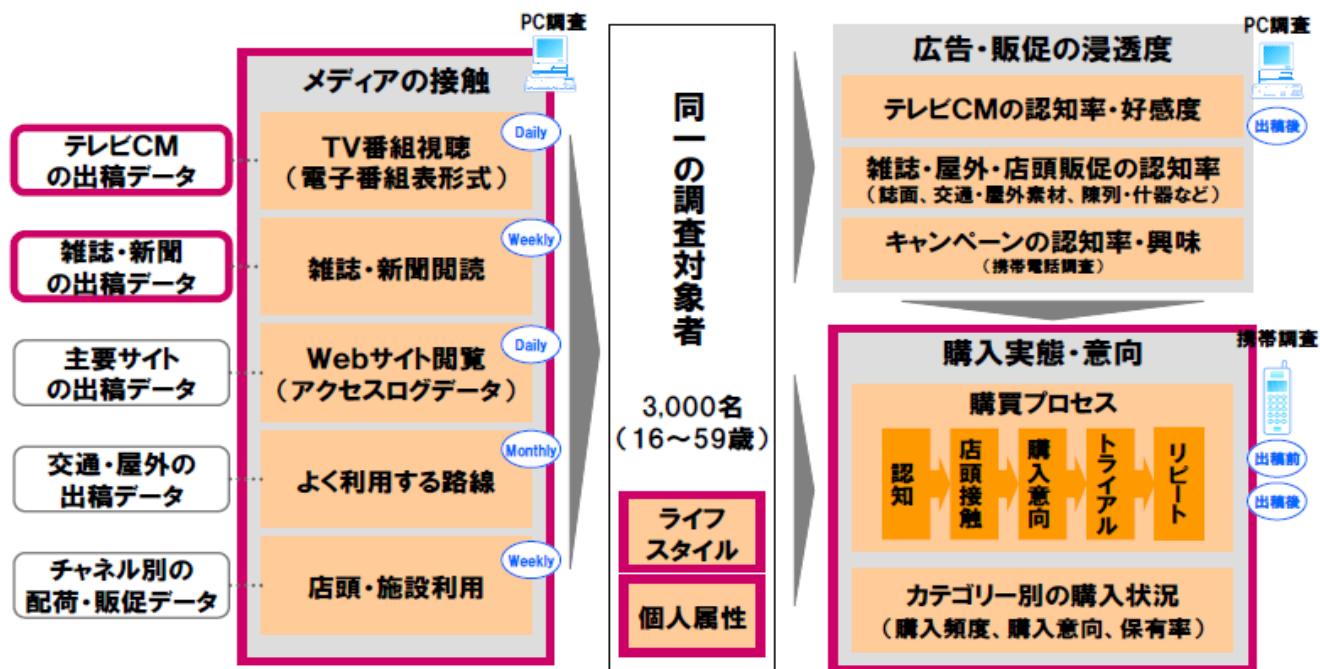 PC調査
メディアの接触
テレビCM
の出稿データ
TV番組視聴
(電子番組表形式)
Daily
雑誌・新聞
の出稿データ
雑誌・新聞閲読
Weekly
主要サイト
の出稿データ
Webサイト閲覧
(アクセスログデータ)
Daily
交通・屋外の
出稿データ
よく利用する路線
Monthly
チャネル別の
配荷・販促データ
店頭・施設利用
Weekly
同一の調査対象者
3,000名
(16~59歳)
ライフ
スタイル
個人属性
PC調査
出稿後
広告・販促の浸透度
テレビCMの認知率・好感度
雑誌・屋外・店頭販促の認知率
(誌面、交通・屋外素材、陳列・什器など)
キャンペーンの認知率・興味
(携帯電話調査)
携帯調査
出稿前
出稿後
購入実態・意向
購買プロセス
認知
店頭接触
購入意向
トライアル
リピート
カテゴリー別の購入状況
(購入頻度、購入意向、保有率)